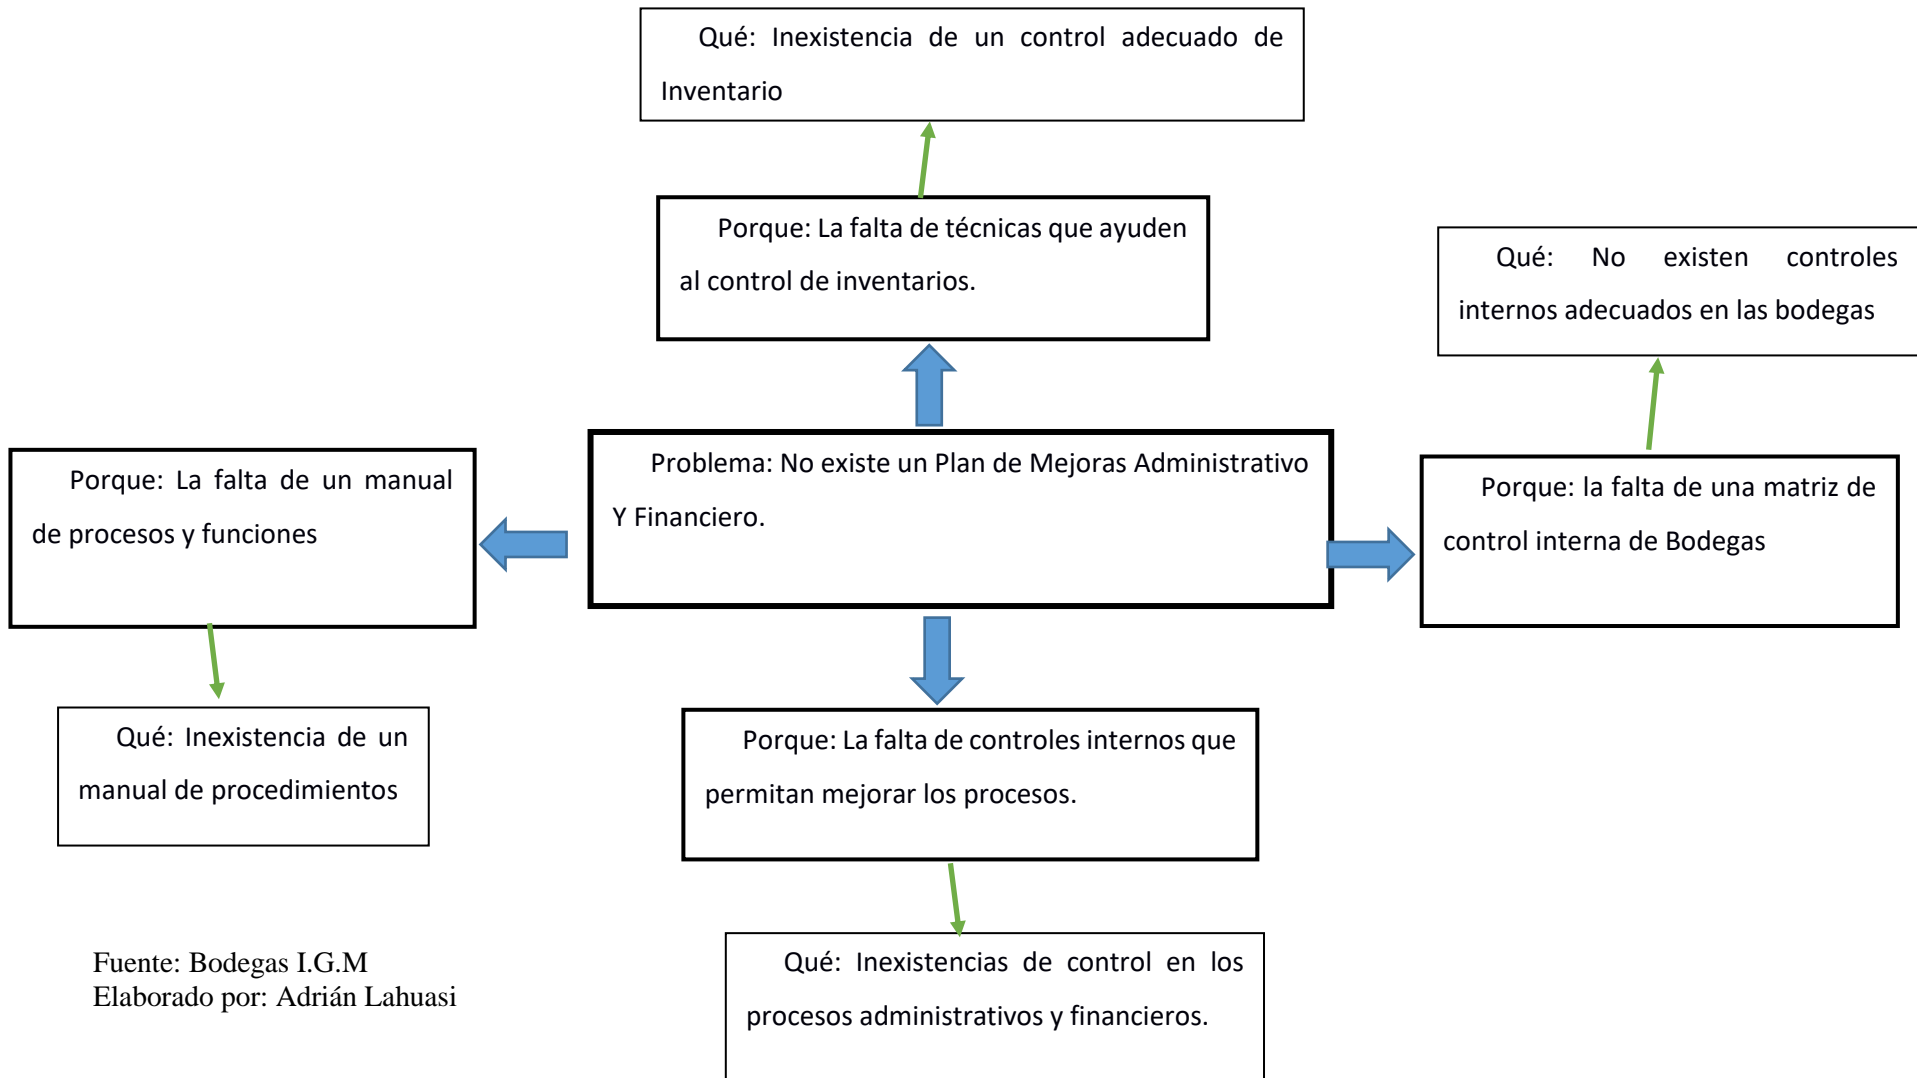 Qué: Inexistencia de un control adecuado de
Inventario
Porque: La falta de técnicas que ayuden
al control de inventarios.
Qué: No existen controles
internos adecuados en las bodegas
Problema: No existe un Plan de Mejoras Administrativo
Y Financiero.
Porque: La falta de un manual
de procesos y funciones
Porque: la falta de una matriz de
control interna de Bodegas
Qué: Inexistencia de un
manual de procedimientos
Porque: La falta de controles internos que
permitan mejorar los procesos.
Qué: Inexistencias de control en los
procesos administrativos y financieros.
Fuente: Bodegas I.G.M
Elaborado por: Adrián Lahuasi